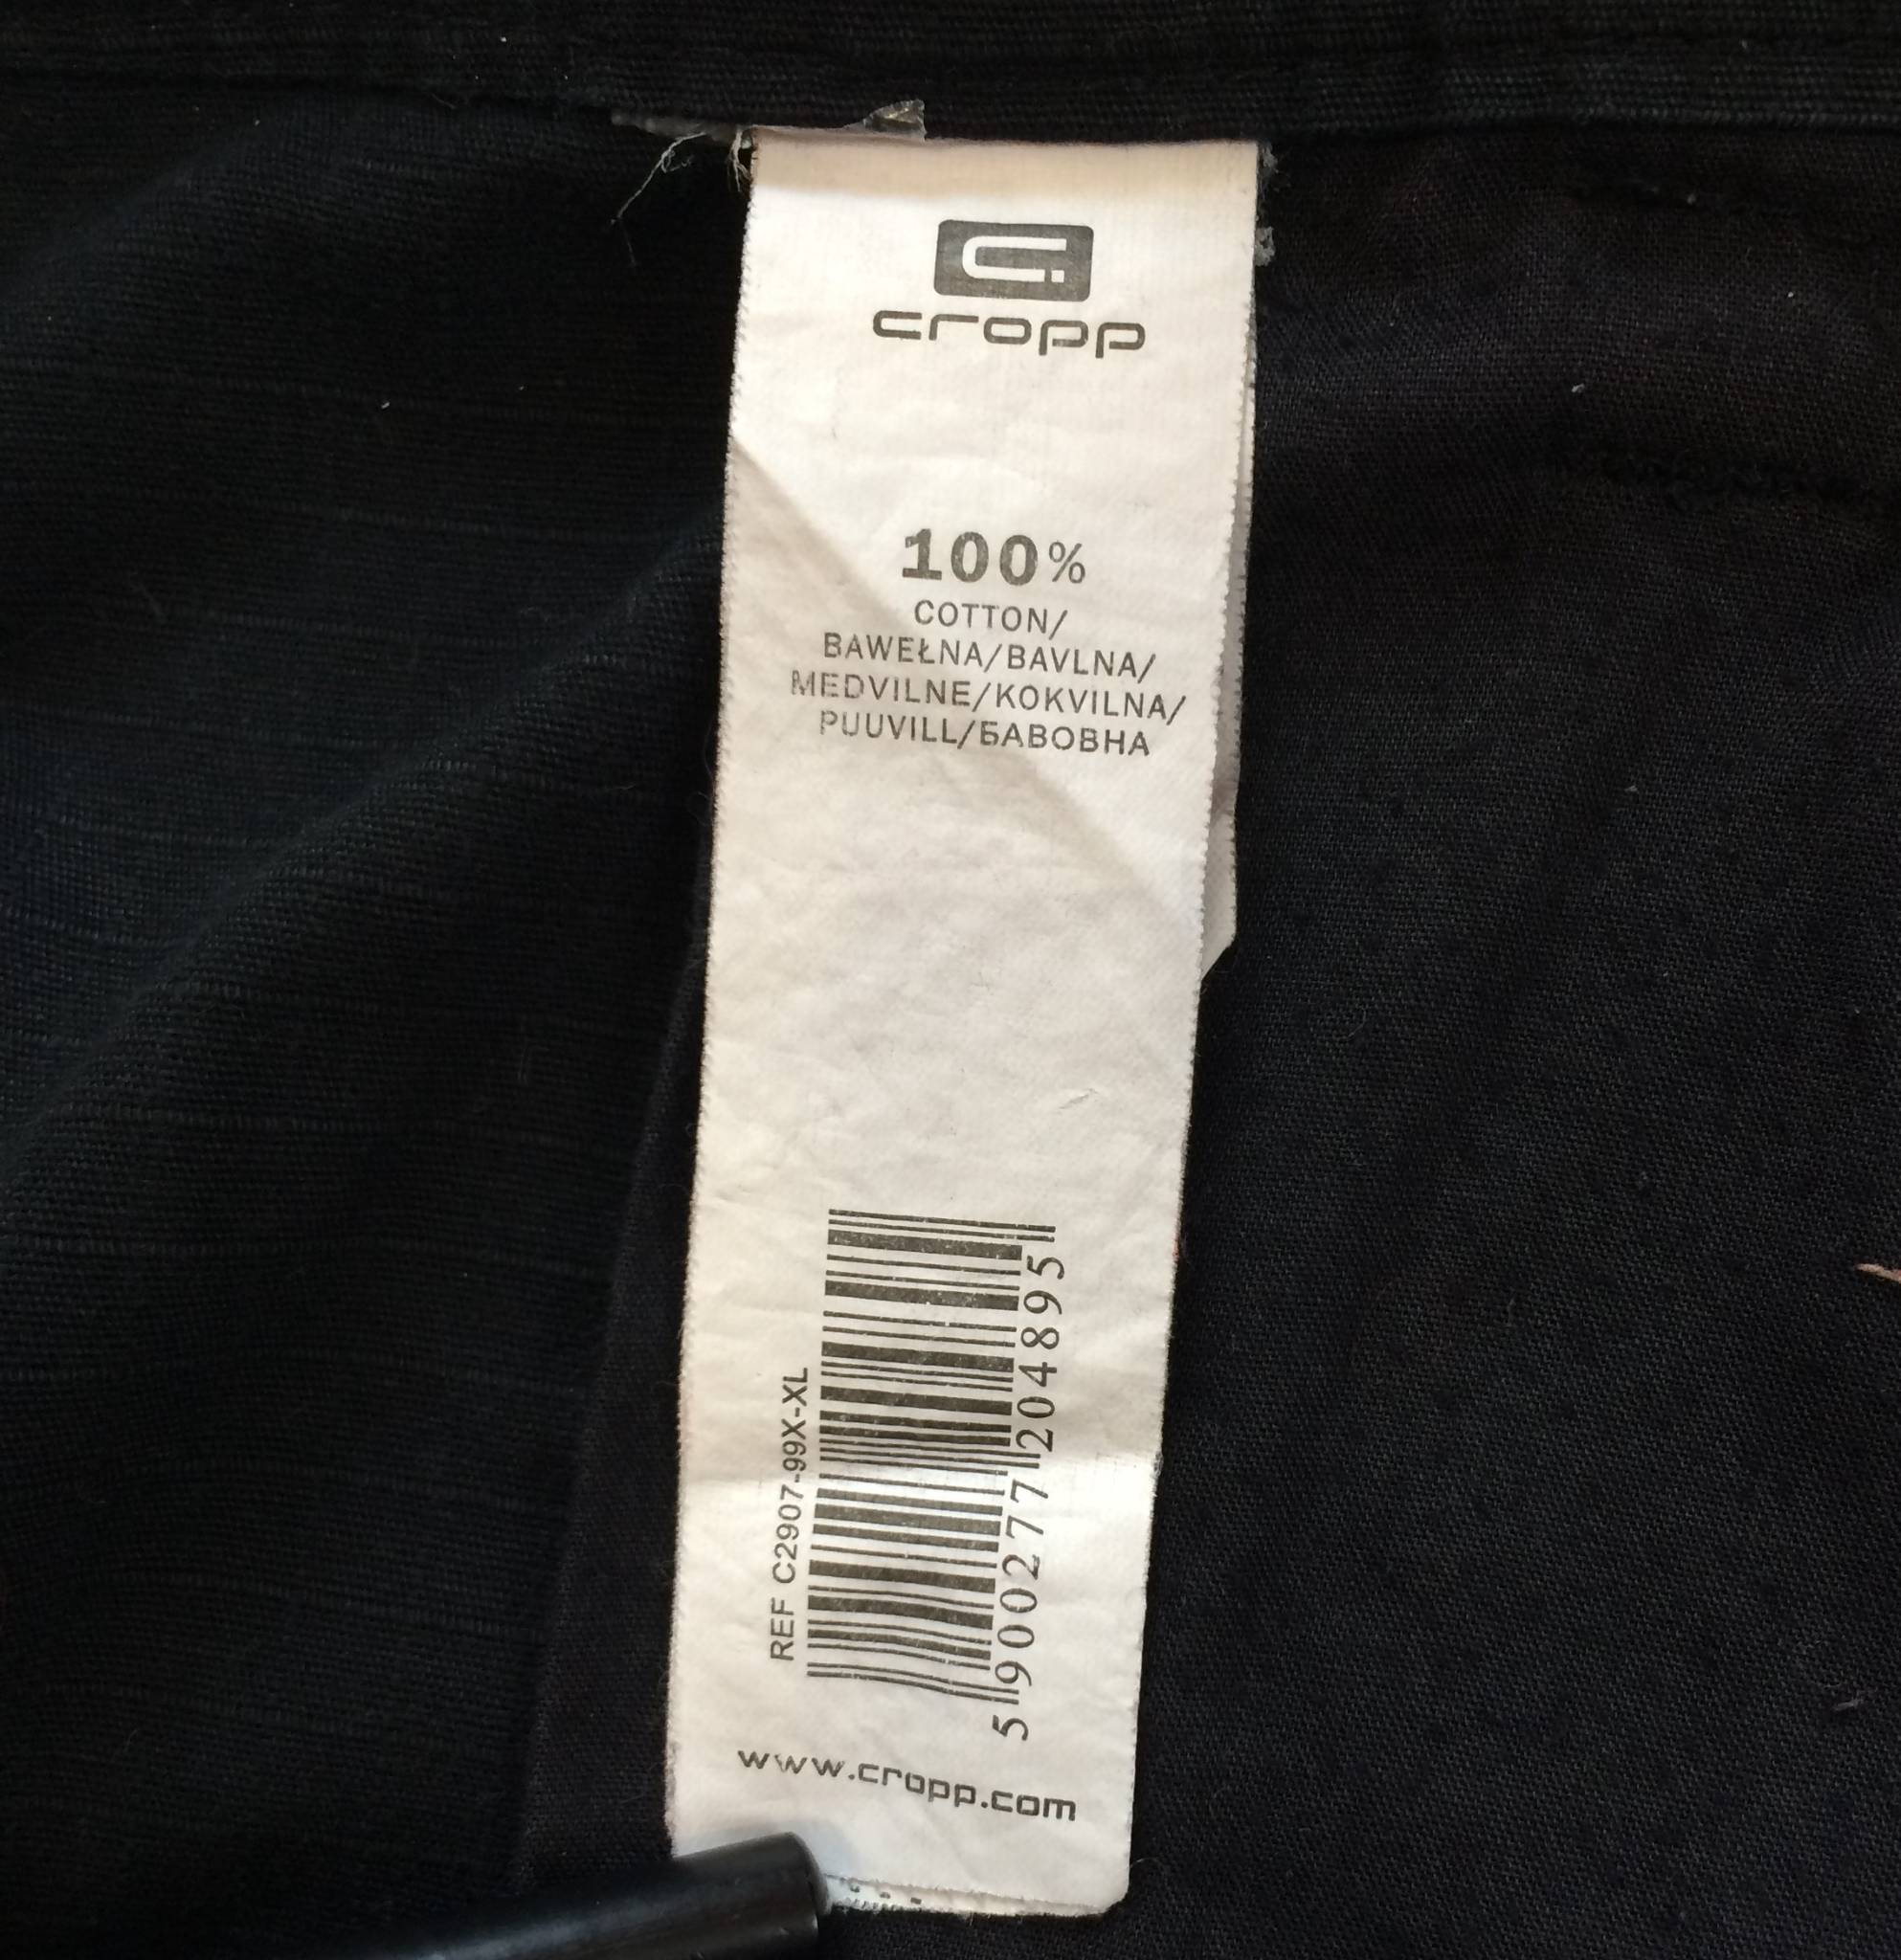 cropp
100%
COTTON/
BAWEŁNA/BAVLNA/
MEDVILNE/KOKVILNA/
PUUVILL/БАВОВНА
REF C2907-99X-XL
5 900277 204895
www.cropp.com